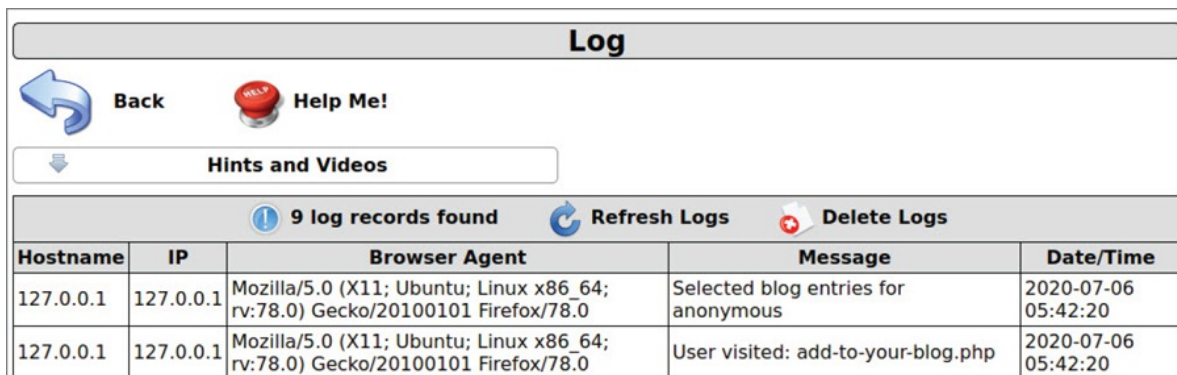 Log
Back Help Me!
Hints and Videos
9 log records found Refresh Logs Delete Logs
Hostname IP Browser Agent Message Date/Time
127.0.0.1 127.0.0.1 Mozilla/5.0 (X11; Ubuntu; Linux x86_64; rv:78.0) Gecko/20100101 Firefox/78.0 Selected blog entries for anonymous 2020-07-06 05:42:20
127.0.0.1 127.0.0.1 Mozilla/5.0 (X11; Ubuntu; Linux x86_64; rv:78.0) Gecko/20100101 Firefox/78.0 User visited: add-to-your-blog.php 2020-07-06 05:42:20